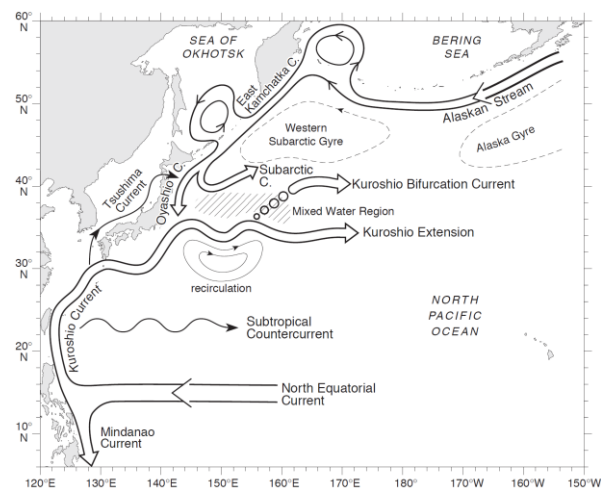 60°
N
50°
N
40°
N
30°
N
20°
N
10°
N
SEA OF
OKHOTSK
BERING
SEA
East
Kamchatka C.
Alaskan Stream
Western
Subarctic Gyre
Alaska Gyre
Tsushima
Current
Oyashio C.
Subarctic
C.
Kuroshio Bifurcation Current
Mixed Water Region
Kuroshio Extension
recirculation
Kuroshio Current
NORTH
PACIFIC
OCEAN
Subtropical
Countercurrent
North Equatorial
Current
Mindanao
Current
120°E 130°E 140°E 150°E 160°E 170°E 180° 170°W 160°W 150°W